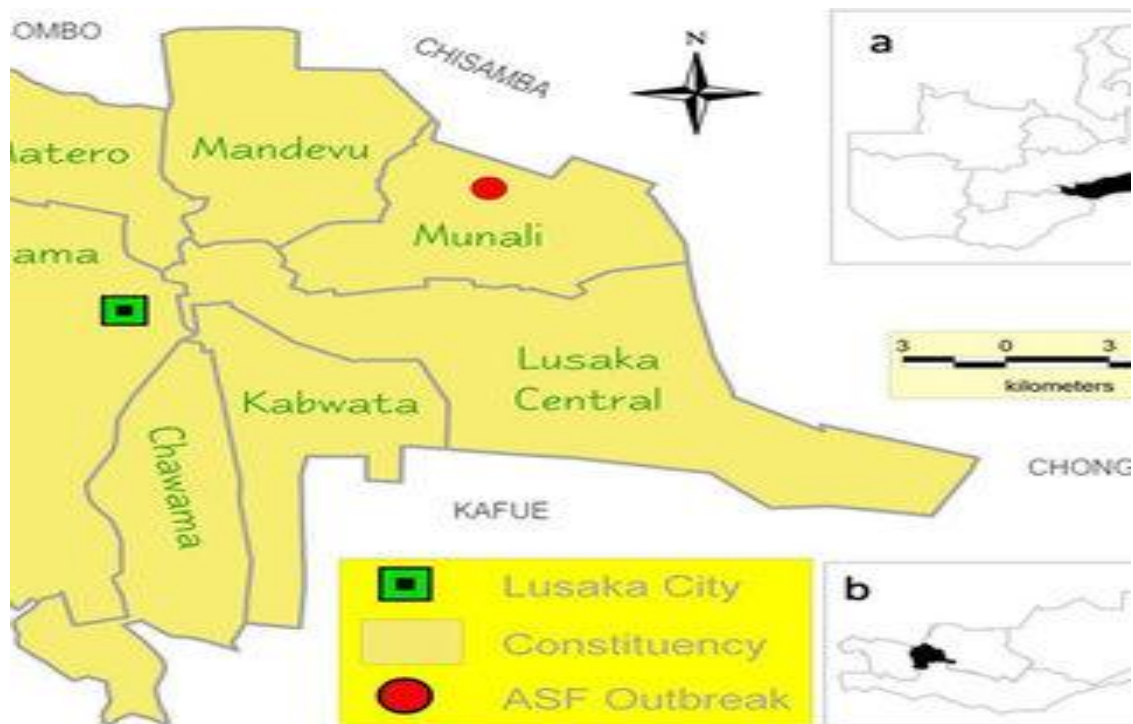 OMBO
CHISAMBA
N
a
Matero
Mandevu
Munali
ama
3 0 3
kilometers
Lusaka
Central
Kabwata
Chawama
CHONG
KAFUE
b
Lusaka City
Constituency
ASF Outbreak